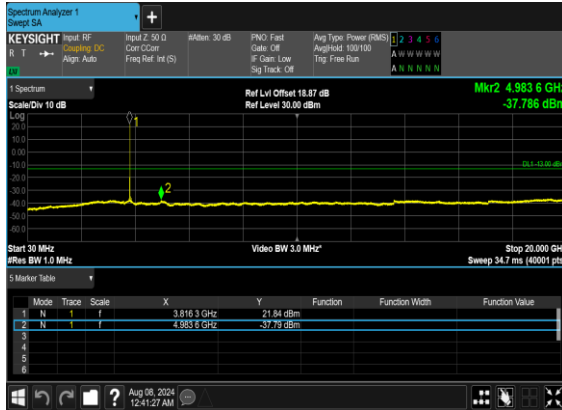 Spectrum Analyzer 1
Swept SA
+
KEYSIGHT Input: RF Input Z: 50 Ω #Atten: 30 dB PNO: Fast Avg Type: Power (RMS) 1 2 3 4 5 6
R T Coupling: DC Corr CCorr Gate: Off Avg|Hold: 100/100 A W W W W W
Align: Auto Freq Ref: Int (S) IF Gain: Low Trig: Free Run
Sig Track: Off A N N N N N
1 Spectrum Ref Lvl Offset 18.87 dB Mkr2 4.983 6 GHz
Scale/Div 10 dB Ref Level 30.00 dBm -37.786 dBm
Log
1
20.0
10.0
0.00
-10.0 DL1 -13.00 dBm
-20.0
-30.0 2
-40.0
-50.0
-60.0
Start 30 MHz Video BW 3.0 MHz* Stop 20.000 GHz
#Res BW 1.0 MHz Sweep 34.7 ms (40001 pts)
5 Marker Table
Mode Trace Scale X Y Function Function Width Function Value
1 N 1 f 3.816 3 GHz 21.84 dBm
2 N 1 f 4.983 6 GHz -37.79 dBm
3
4
5
6
? Aug 08, 2024
12:41:27 AM